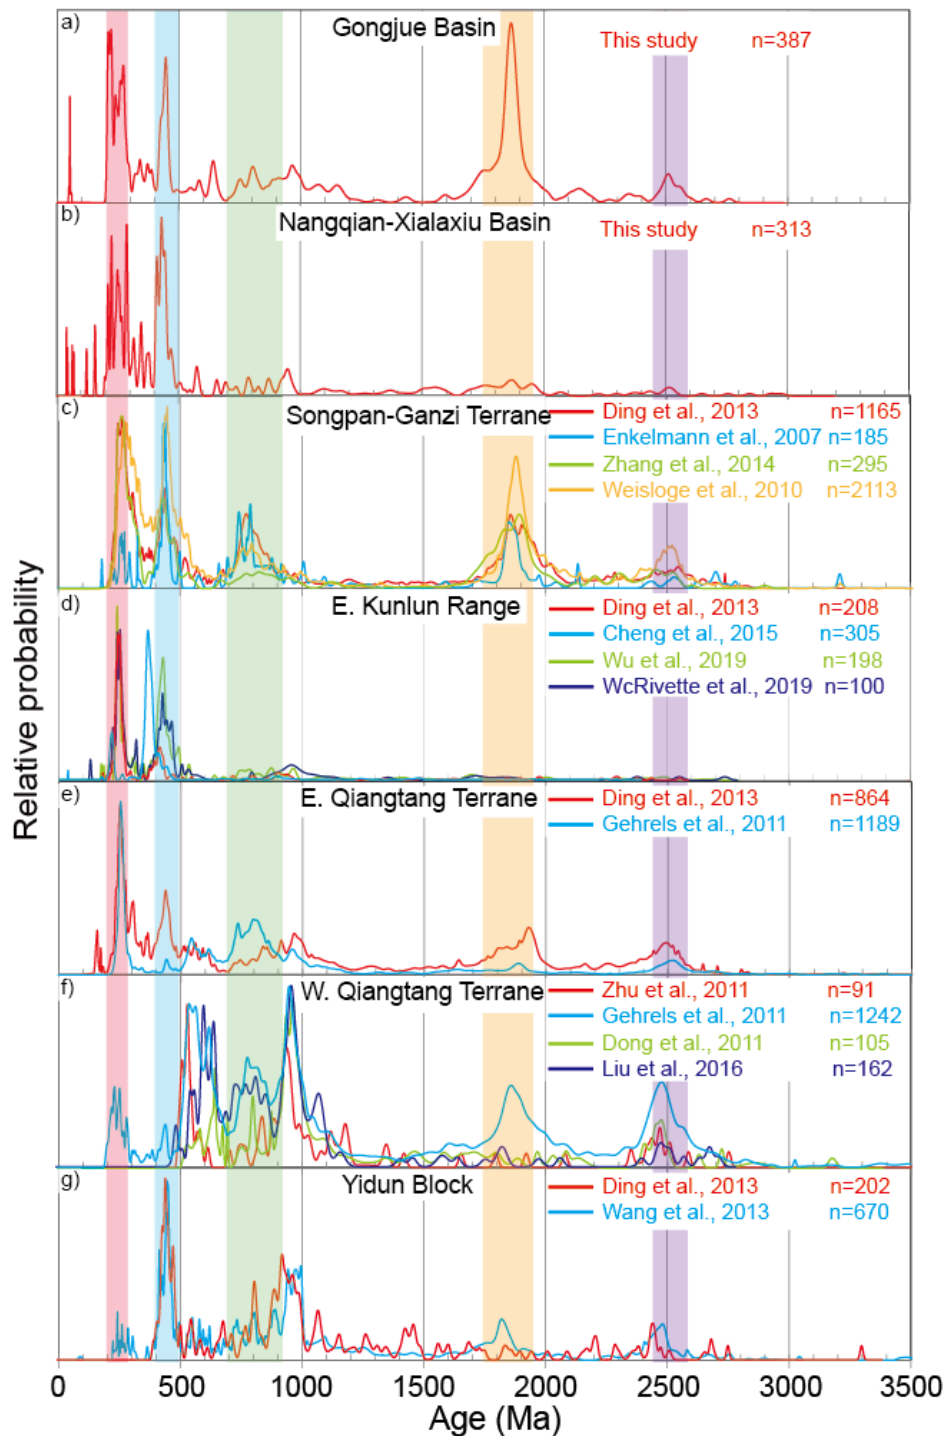 a)
Gongjue Basin
This study n=387
b)
Nangqian-Xialaxiu Basin
This study n=313
c)
Songpan-Ganzi Terrane
Ding et al., 2013 n=1165
Enkelmann et al., 2007 n=185
Zhang et al., 2014 n=295
Weisloge et al., 2010 n=2113
d)
E. Kunlun Range
Ding et al., 2013 n=208
Cheng et al., 2015 n=305
Wu et al., 2019 n=198
WcRivette et al., 2019 n=100
e)
E. Qiangtang Terrane
Ding et al., 2013 n=864
Gehrels et al., 2011 n=1189
f)
W. Qiangtang Terrane
Zhu et al., 2011 n=91
Gehrels et al., 2011 n=1242
Dong et al., 2011 n=105
Liu et al., 2016 n=162
g)
Yidun Block
Ding et al., 2013 n=202
Wang et al., 2013 n=670
Relative probability
0 500 1000 1500 2000 2500 3000 3500
Age (Ma)